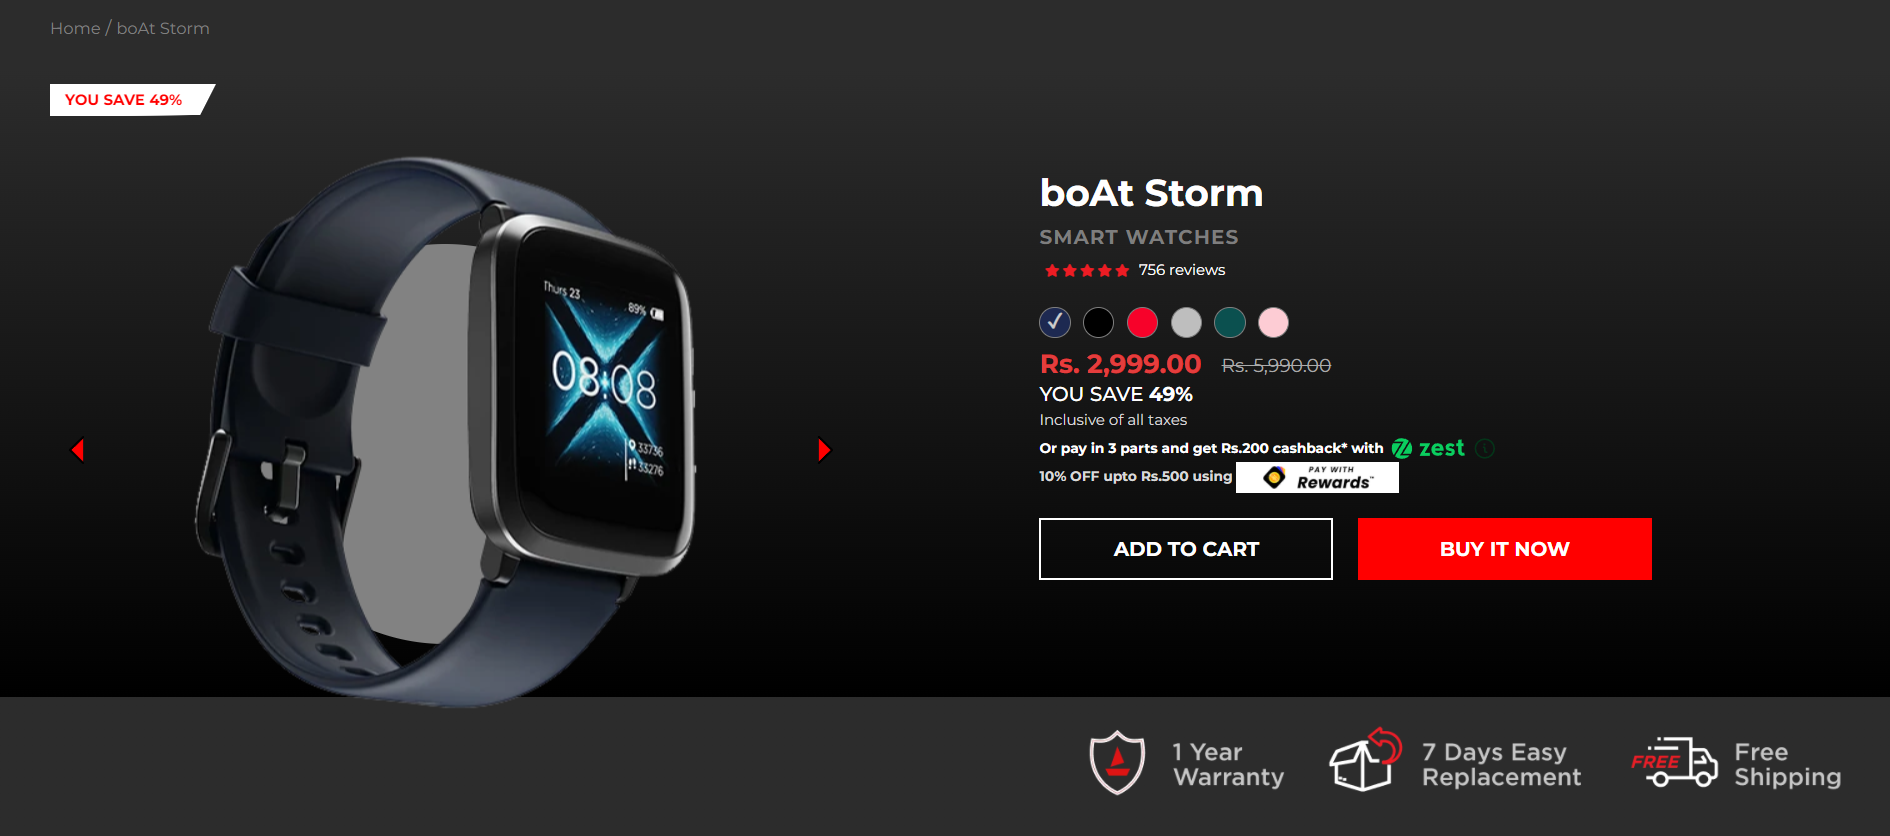 Home / boAt Storm
YOU SAVE 49%
Thurs 23
89%
08:08
33736
33276
boAt Storm
SMART WATCHES
756 reviews
Rs. 2,999.00 Rs. 5,990.00
YOU SAVE 49%
Inclusive of all taxes
Or pay in 3 parts and get Rs.200 cashback* with zest
10% OFF upto Rs.500 using PAY WITH
Rewards™
ADD TO CART BUY IT NOW
1 Year
Warranty
7 Days Easy
Replacement
FREE
Free
Shipping